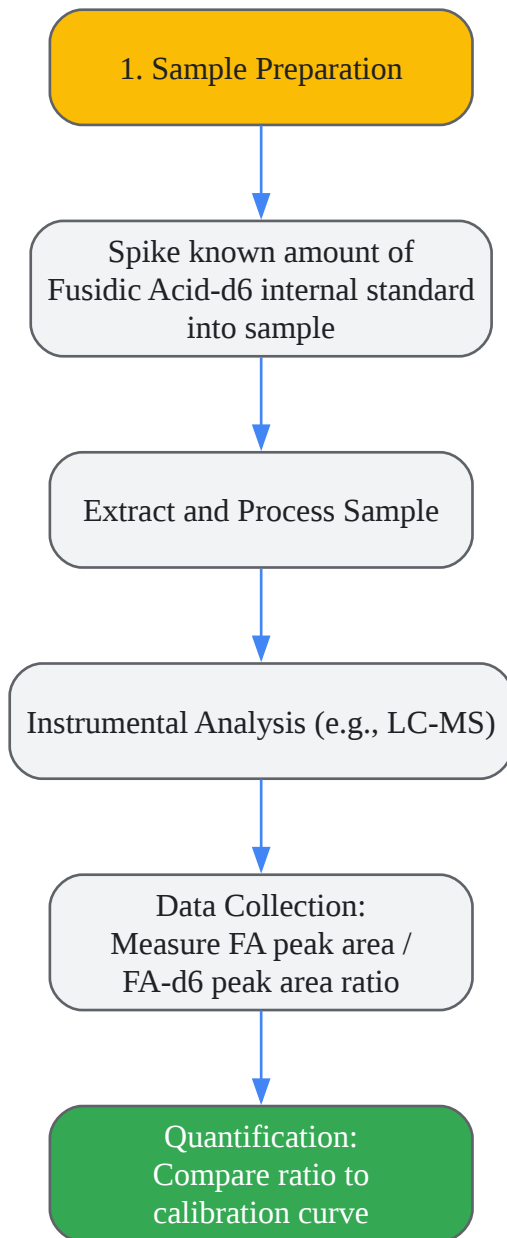 1. Sample Preparation
Spike known amount of
Fusidic Acid-d6 internal standard
into sample
Extract and Process Sample
Instrumental Analysis (e.g., LC-MS)
Data Collection:
Measure FA peak area /
FA-d6 peak area ratio
Quantification:
Compare ratio to
calibration curve